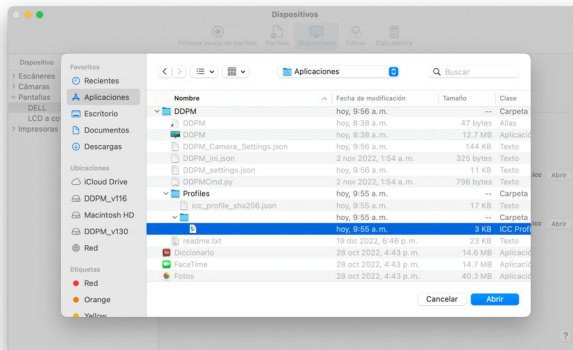 Dispositivos
Primera ayuda de perfiles Perfiles Dispositivos Filtros Calculadora
Dispositivo
Escáneres
Cámaras
Pantallas
DELL
LCD a co
Impresoras
Favoritos
Recientes
Aplicaciones
Escritorio
Documentos
Descargas
Ubicaciones
iCloud Drive
DDPM_v116
Macintosh HD
DDPM_v130
Red
Etiquetas
Red
Orange
Yellow
Aplicaciones
Buscar
Nombre Fecha de modificación Tamaño Clase
DDPM hoy, 9:56 a. m. -- Carpeta
DDPM hoy, 8:38 a. m. 47 bytes Alias
DDPM hoy, 8:38 a. m. 12.7 MB Aplicació
DDPM_Camera_Settings.json hoy, 9:56 a. m. 144 KB Texto
DDPM_ini.json 2 nov 2022, 1:54 a. m. 325 bytes Texto
DDPM_settings.json hoy, 9:56 a. m. 11 KB Texto
DDPMCmd.py 2 nov 2022, 1:54 a. m. 796 bytes Texto
Profiles hoy, 9:55 a. m. -- Carpeta
icc_profile_sha256.json hoy, 9:55 a. m. 17 KB Texto
hoy, 9:55 a. m. -- Carpeta
hoy, 9:55 a. m. 3 KB ICC Profi
readme.txt 19 dic 2022, 6:46 p. m. 23 KB Texto
Diccionario 28 oct 2022, 4:43 p. m. 14.6 MB Aplicació
FaceTime 28 oct 2022, 4:43 p. m. 14.7 MB Aplicació
Fotos 28 oct 2022, 4:43 p. m. 40.3 MB Aplicació
Cancelar Abrir
icc Abrir
icc Abrir
?